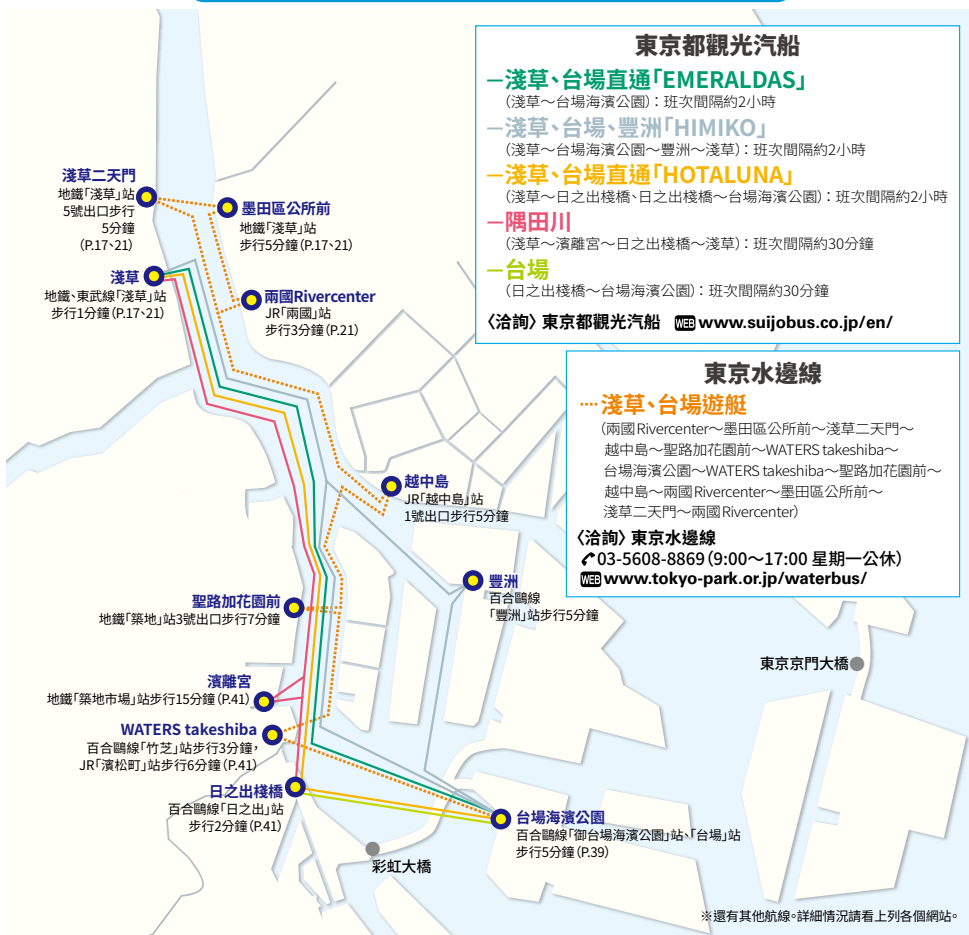 東京都觀光汽船
淺草、台場直通「EMERALDAS」
(淺草～台場海濱公園)：班次間隔約2小時
淺草、台場、豐洲「HIMIKO」
(淺草～台場海濱公園～豐洲～淺草)：班次間隔約2小時
淺草、台場直通「HOTALUNA」
(淺草～日之出棧橋、日之出棧橋～台場海濱公園)：班次間隔約2小時
隅田川
(淺草～濱離宮～日之出棧橋～淺草)：班次間隔約30分鐘
台場
(日之出棧橋～台場海濱公園)：班次間隔約30分鐘
〈洽詢〉東京都觀光汽船 WEB www.suijobus.co.jp/en/
東京水邊線
淺草、台場遊艇
(兩國Rivercenter～墨田區公所前～淺草二天門～
越中島～聖路加花園前～WATERS takeshiba～
台場海濱公園～WATERS takeshiba～聖路加花園前～
越中島～兩國Rivercenter～墨田區公所前～
淺草二天門～兩國Rivercenter)
〈洽詢〉東京水邊線
03-5608-8869(9:00～17:00 星期一公休)
WEB www.tokyo-park.or.jp/waterbus/
淺草二天門
地鐵「淺草」站
5號出口步行
5分鐘
(P.17、21)
墨田區公所前
地鐵「淺草」站
步行5分鐘(P.17、21)
淺草
地鐵、東武線「淺草」站
步行1分鐘(P.17、21)
兩國Rivercenter
JR「兩國」站
步行3分鐘(P.21)
越中島
JR「越中島」站
1號出口步行5分鐘
豐洲
百合鷗線
「豐洲」站步行5分鐘
聖路加花園前
地鐵「築地」站3號出口步行7分鐘
東京京門大橋
濱離宮
地鐵「築地市場」站步行15分鐘(P.41)
WATERS takeshiba
百合鷗線「竹芝」站步行3分鐘，
JR「濱松町」站步行6分鐘(P.41)
日之出棧橋
百合鷗線「日之出」站
步行2分鐘(P.41)
台場海濱公園
百合鷗線「御台場海濱公園」站、「台場」站
步行5分鐘(P.39)
彩虹大橋
※還有其他航線。詳細情況請看上列各個網站。